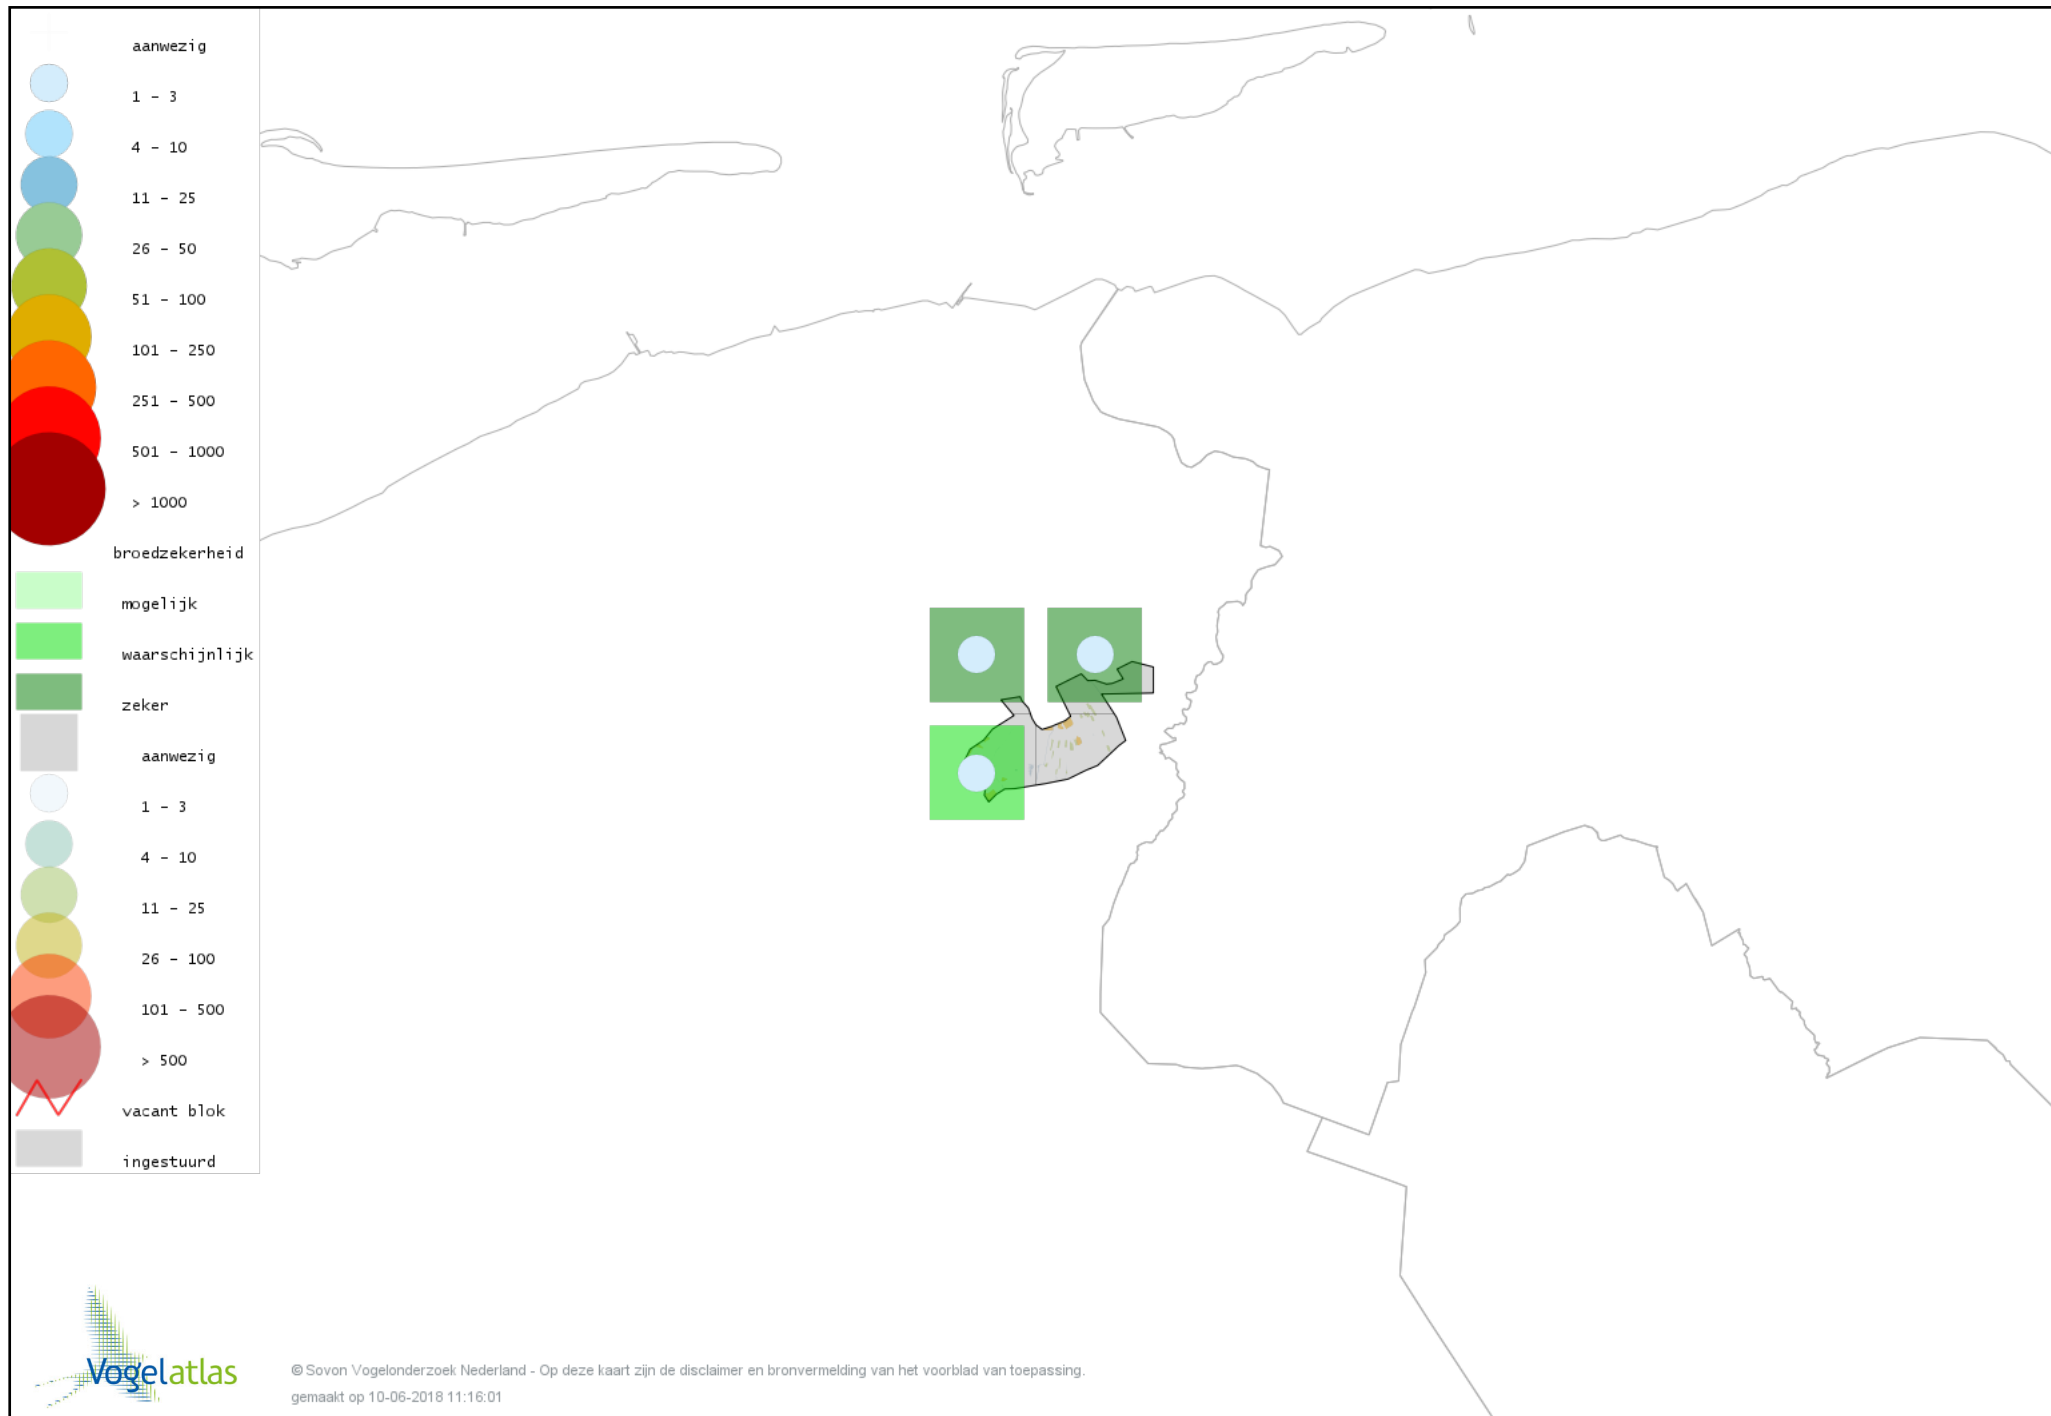 aanwezig
1 - 3
4 - 10
11 - 25
26 - 50
51 - 100
101 - 250
251 - 500
501 - 1000
> 1000
broedzekerheid
mogelijk
waarschijnlijk
zeker
aanwezig
1 - 3
4 - 10
11 - 25
26 - 100
101 - 500
> 500
vacant blok
ingestuurd
Vogelatlas
© Sovon Vogelonderzoek Nederland - Op deze kaart zijn de disclaimer en bronvermelding van het voorblad van toepassing.
gemaakt op 10-06-2018 11:16:01